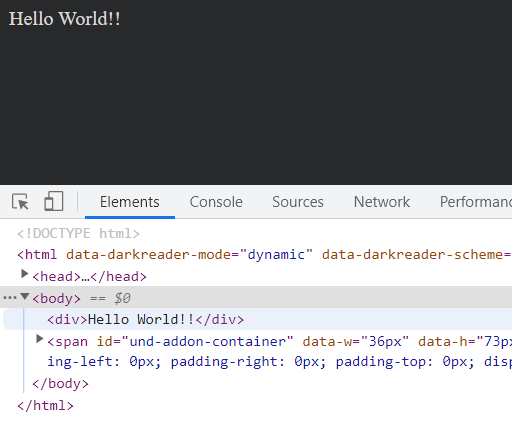 Hello World!!
Elements Console Sources Network Performanc
<!DOCTYPE html>
<html data-darkreader-mode="dynamic" data-darkreader-scheme=
<head>…</head>
<body> == $0
<div>Hello World!!</div>
<span id="und-addon-container" data-w="36px" data-h="73p
ing-left: 0px; padding-right: 0px; padding-top: 0px; disp
</body>
</html>